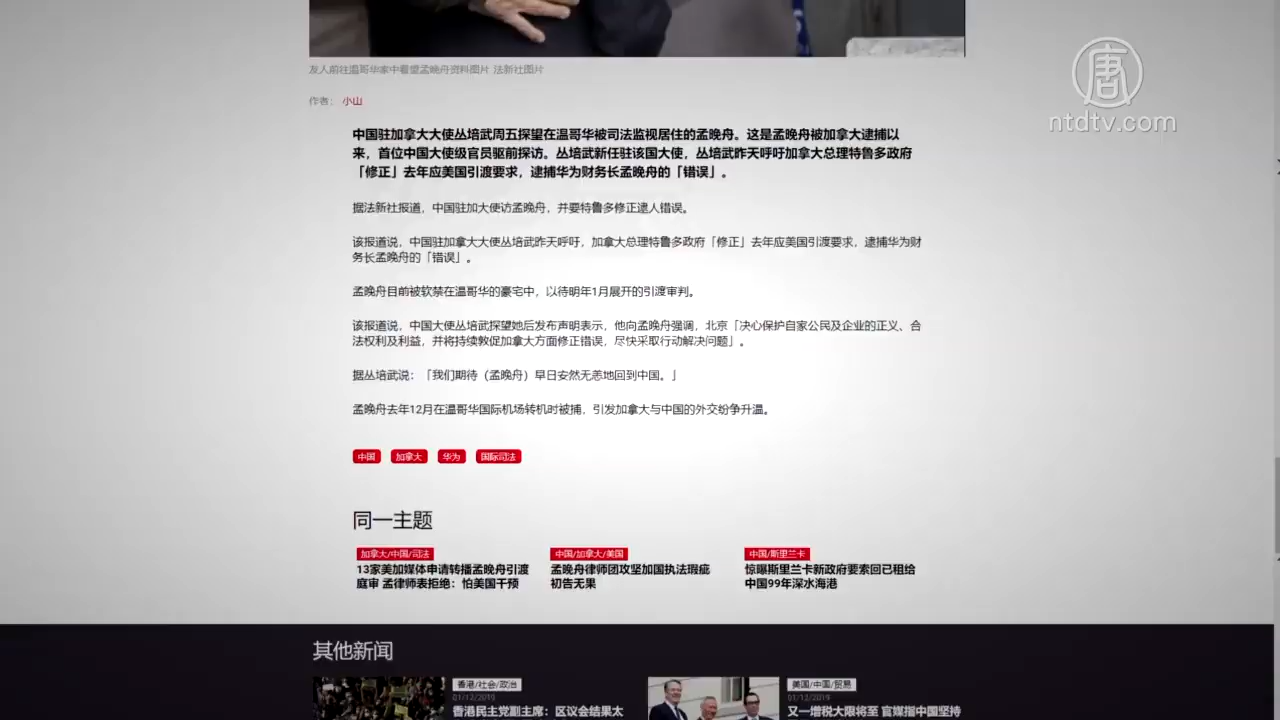 唐
ntdtv.com
友人前往温哥华家中看望孟晚舟资料图片 法新社图片
作者： 小山
中国驻加拿大大使丛培武周五探望在温哥华被司法监视居住的孟晚舟。这是孟晚舟被加拿大逮捕以
来，首位中国大使级官员驱前探访。丛培武新任驻该国大使，丛培武昨天呼吁加拿大总理特鲁多政府
「修正」去年应美国引渡要求，逮捕华为财务长孟晚舟的「错误」。
据法新社报道，中国驻加大使访孟晚舟，并要特鲁多修正逮人错误。
该报道说，中国驻加拿大大使丛培武昨天呼吁，加拿大总理特鲁多政府「修正」去年应美国引渡要求，逮捕华为财
务长孟晚舟的「错误」。
孟晚舟目前被软禁在温哥华的豪宅中，以待明年1月展开的引渡审判。
该报道说，中国大使丛培武探望她后发布声明表示，他向孟晚舟强调，北京「决心保护自家公民及企业的正义、合
法权利及利益，并将持续敦促加拿大方面修正错误，尽快采取行动解决问题」。
据丛培武说：「我们期待（孟晚舟）早日安然无恙地回到中国。」
孟晚舟去年12月在温哥华国际机场转机时被捕，引发加拿大与中国的外交纷争升温。
中国 加拿大 华为 国际司法
同一主题
加拿大/中国/司法
13家美加媒体申请转播孟晚舟引渡
庭审 孟律师表拒绝：怕美国干预
中国/加拿大/美国
孟晚舟律师团攻坚加国执法瑕疵
初告无果
中国/斯里兰卡
惊曝斯里兰卡新政府要索回已租给
中国99年深水海港
其他新闻
香港/社会/政治
01/12/2019
香港民主党副主席：区议会结果太
美国/中国/贸易
01/12/2019
又一增税大限将至 官媒指中国坚持